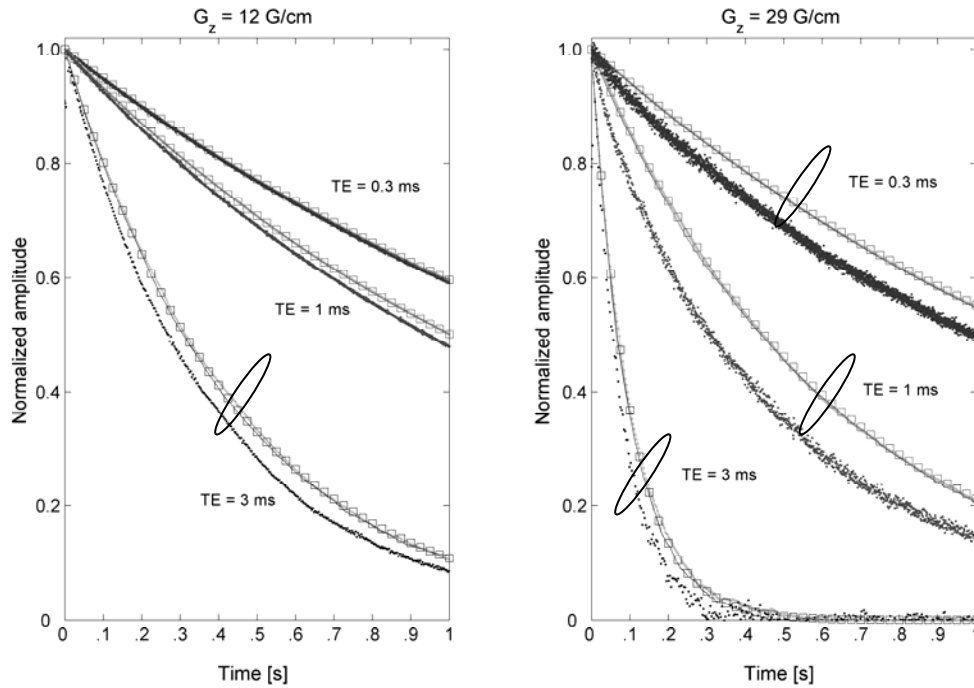 G_z = 12 G/cm
Normalized amplitude
1.0
0.8
0.6
0.4
0.2
0
TE = 0.3 ms
TE = 1 ms
TE = 3 ms
0 .1 .2 .3 .4 .5 .6 .7 .8 .9 1
Time [s]
G_z = 29 G/cm
Normalized amplitude
1.0
0.8
0.6
0.4
0.2
0
TE = 0.3 ms
TE = 1 ms
TE = 3 ms
0 .1 .2 .3 .4 .5 .6 .7 .8 .9 1
Time [s]